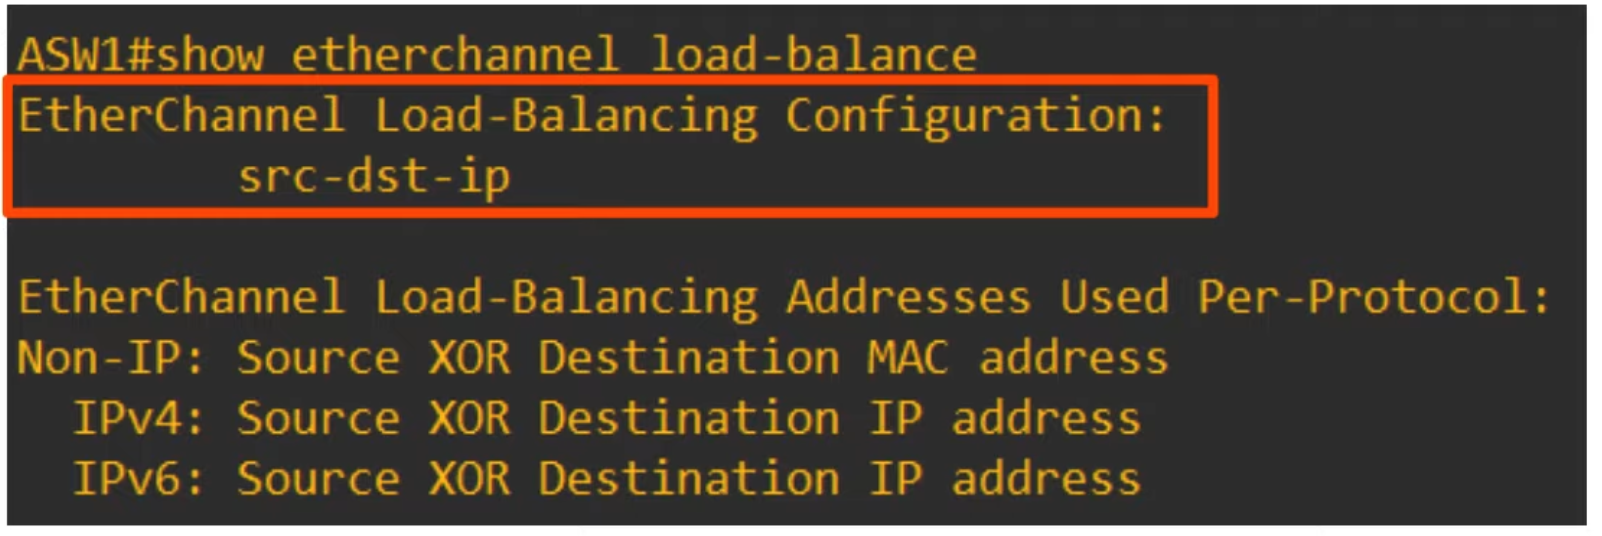 ASW1#show etherchannel load-balance
EtherChannel Load-Balancing Configuration:
src-dst-ip
EtherChannel Load-Balancing Addresses Used Per-Protocol:
Non-IP: Source XOR Destination MAC address
IPv4: Source XOR Destination IP address
IPv6: Source XOR Destination IP address